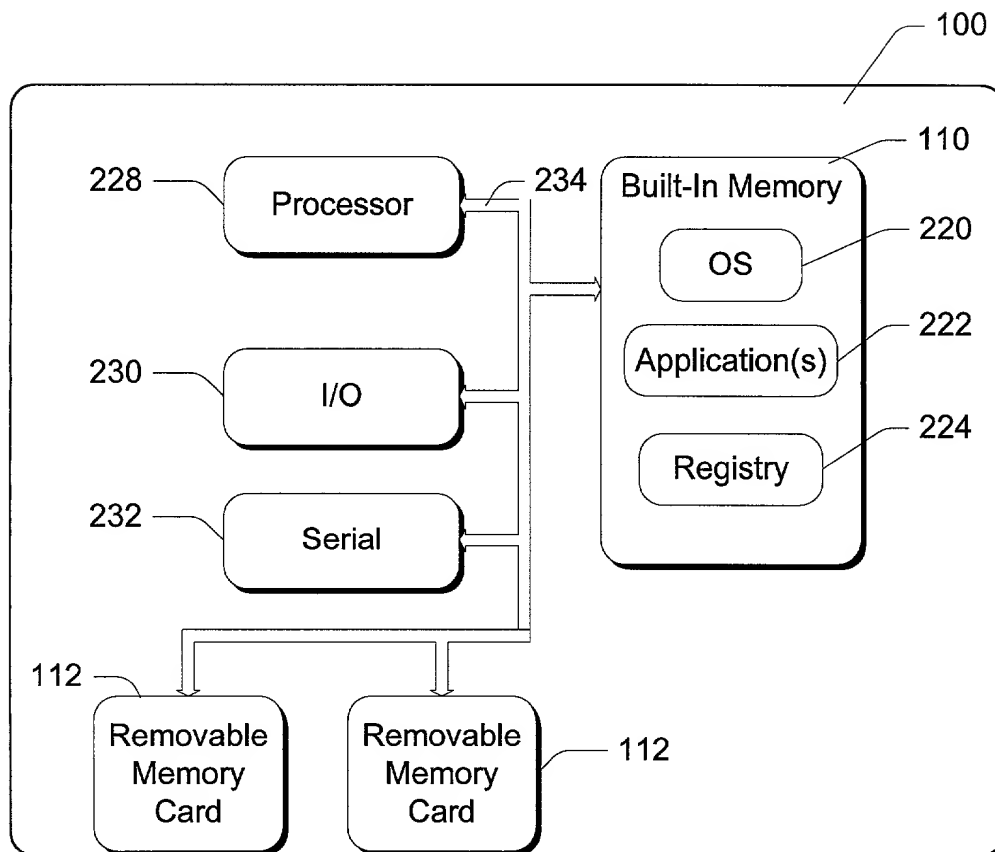 100
110
228
Processor
234
Built-In Memory
220
OS
222
Application(s)
230
I/O
224
Registry
232
Serial
112
Removable
Memory
Card
Removable
Memory
Card
112